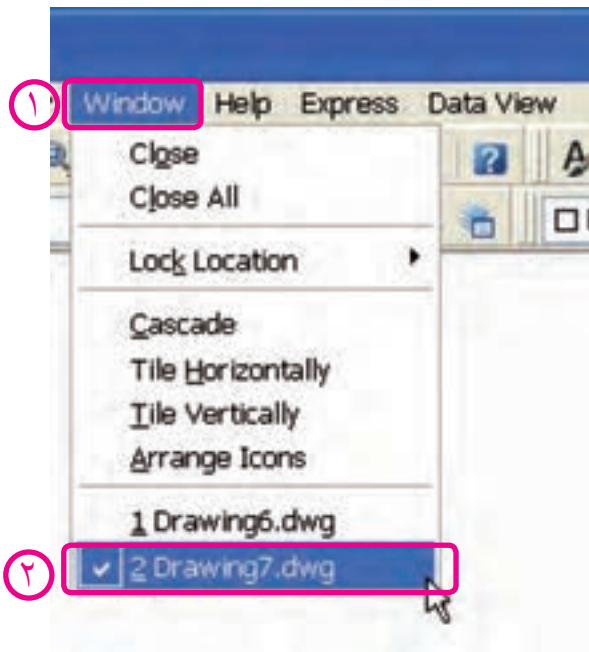 ۱ Window Help Express Data View
Close
Close All
Lock Location
Cascade
Tile Horizontally
Tile Vertically
Arrange Icons
1 Drawing6.dwg
۲ 2 Drawing7.dwg